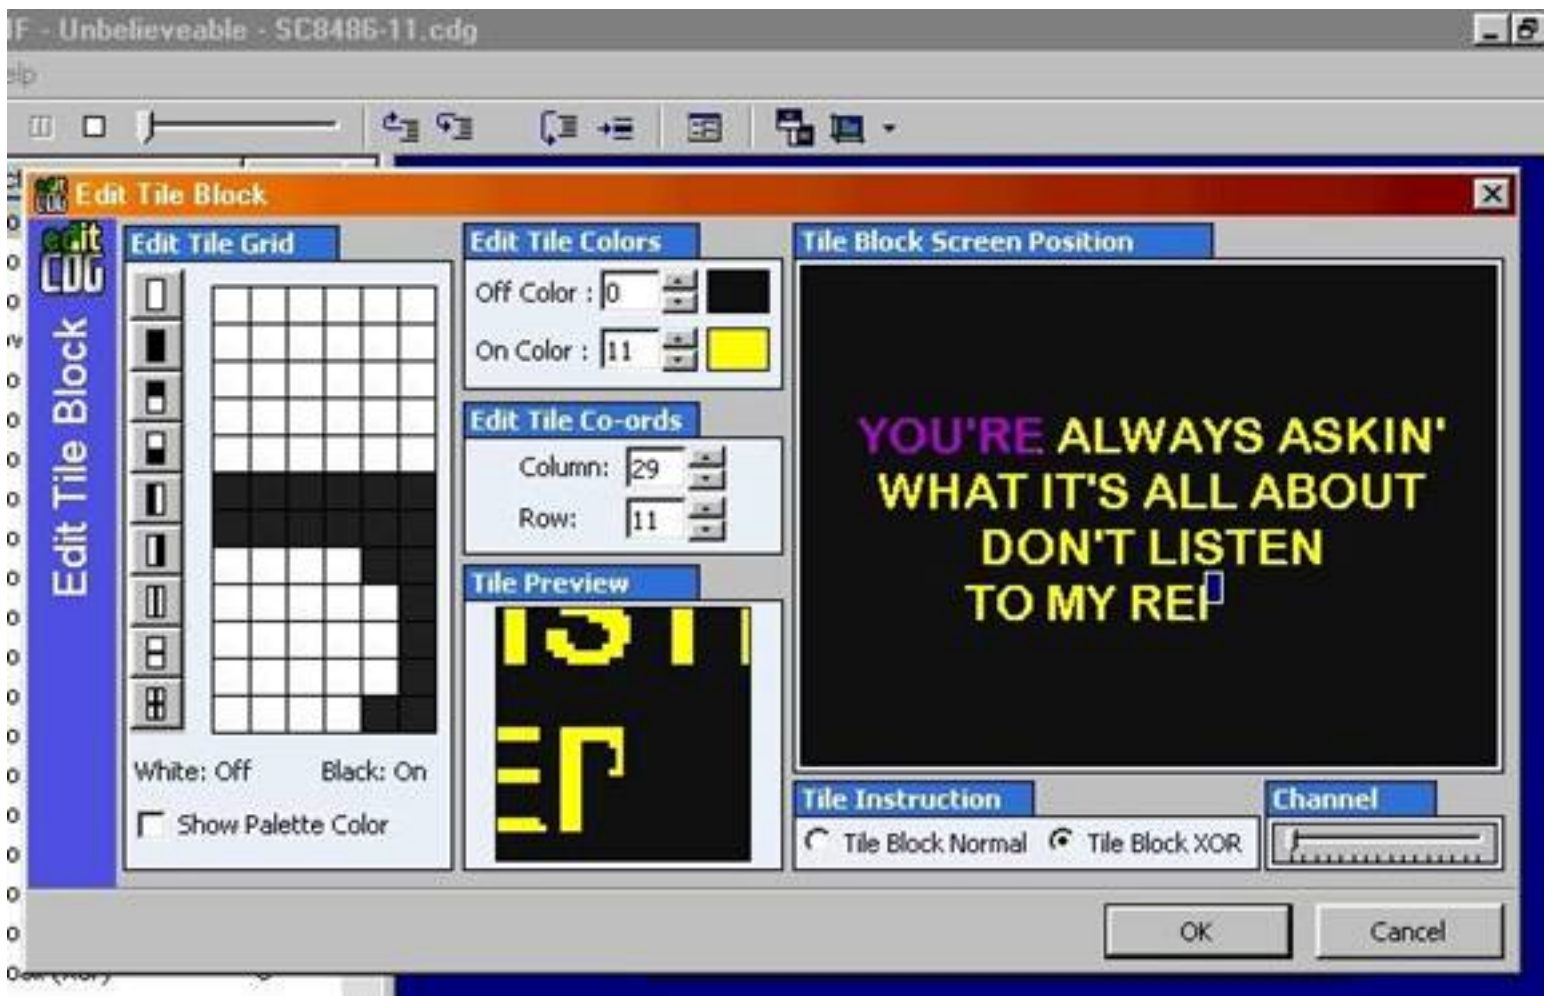 IF - Unbelieveable - SC8486-11.cdg
elp
Edit Tile Block
edit
CDG
Edit Tile Block
Edit Tile Grid
White: Off Black: On
Show Palette Color
Edit Tile Colors
Off Color : 0
On Color : 11
Edit Tile Co-ords
Column: 29
Row: 11
Tile Preview
Tile Block Screen Position
YOU'RE ALWAYS ASKIN'
WHAT IT'S ALL ABOUT
DON'T LISTEN
TO MY REP
Tile Instruction
Tile Block Normal Tile Block XOR
Channel
OK Cancel